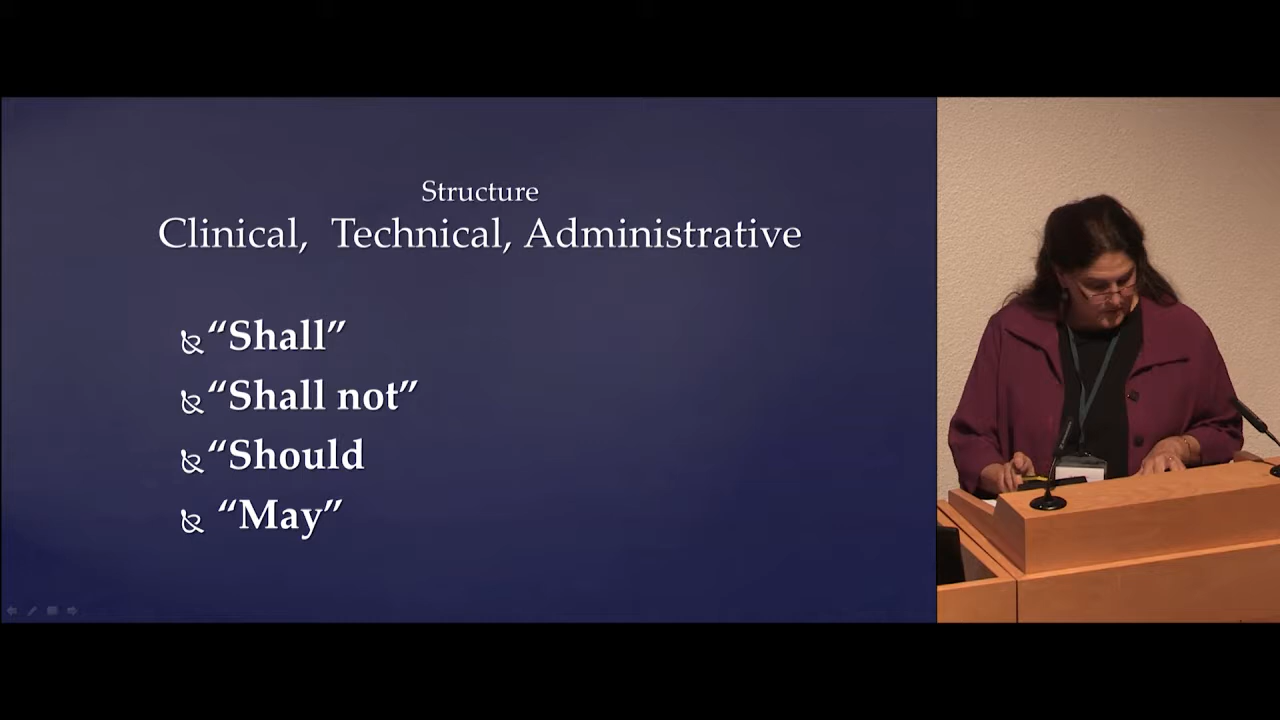 Structure
Clinical, Technical, Administrative
“Shall”
“Shall not”
“Should
“May”